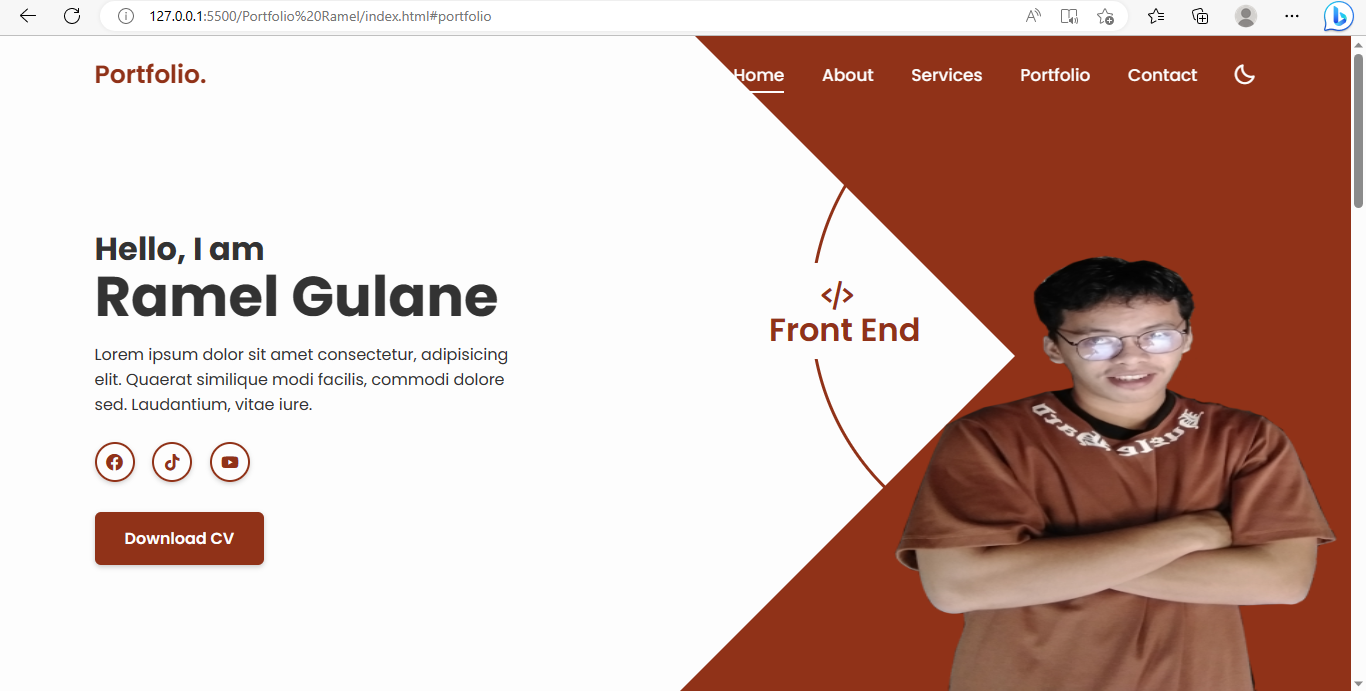 127.0.0.1:5500/Portfolio%20Ramel/index.html#portfolio
Portfolio.
Home About Services Portfolio Contact
Hello, I am
Ramel Gulane
Lorem ipsum dolor sit amet consectetur, adipisicing
elit. Quaerat similique modi facilis, commodi dolore
sed. Laudantium, vitae iure.
Download CV
</>
Front End